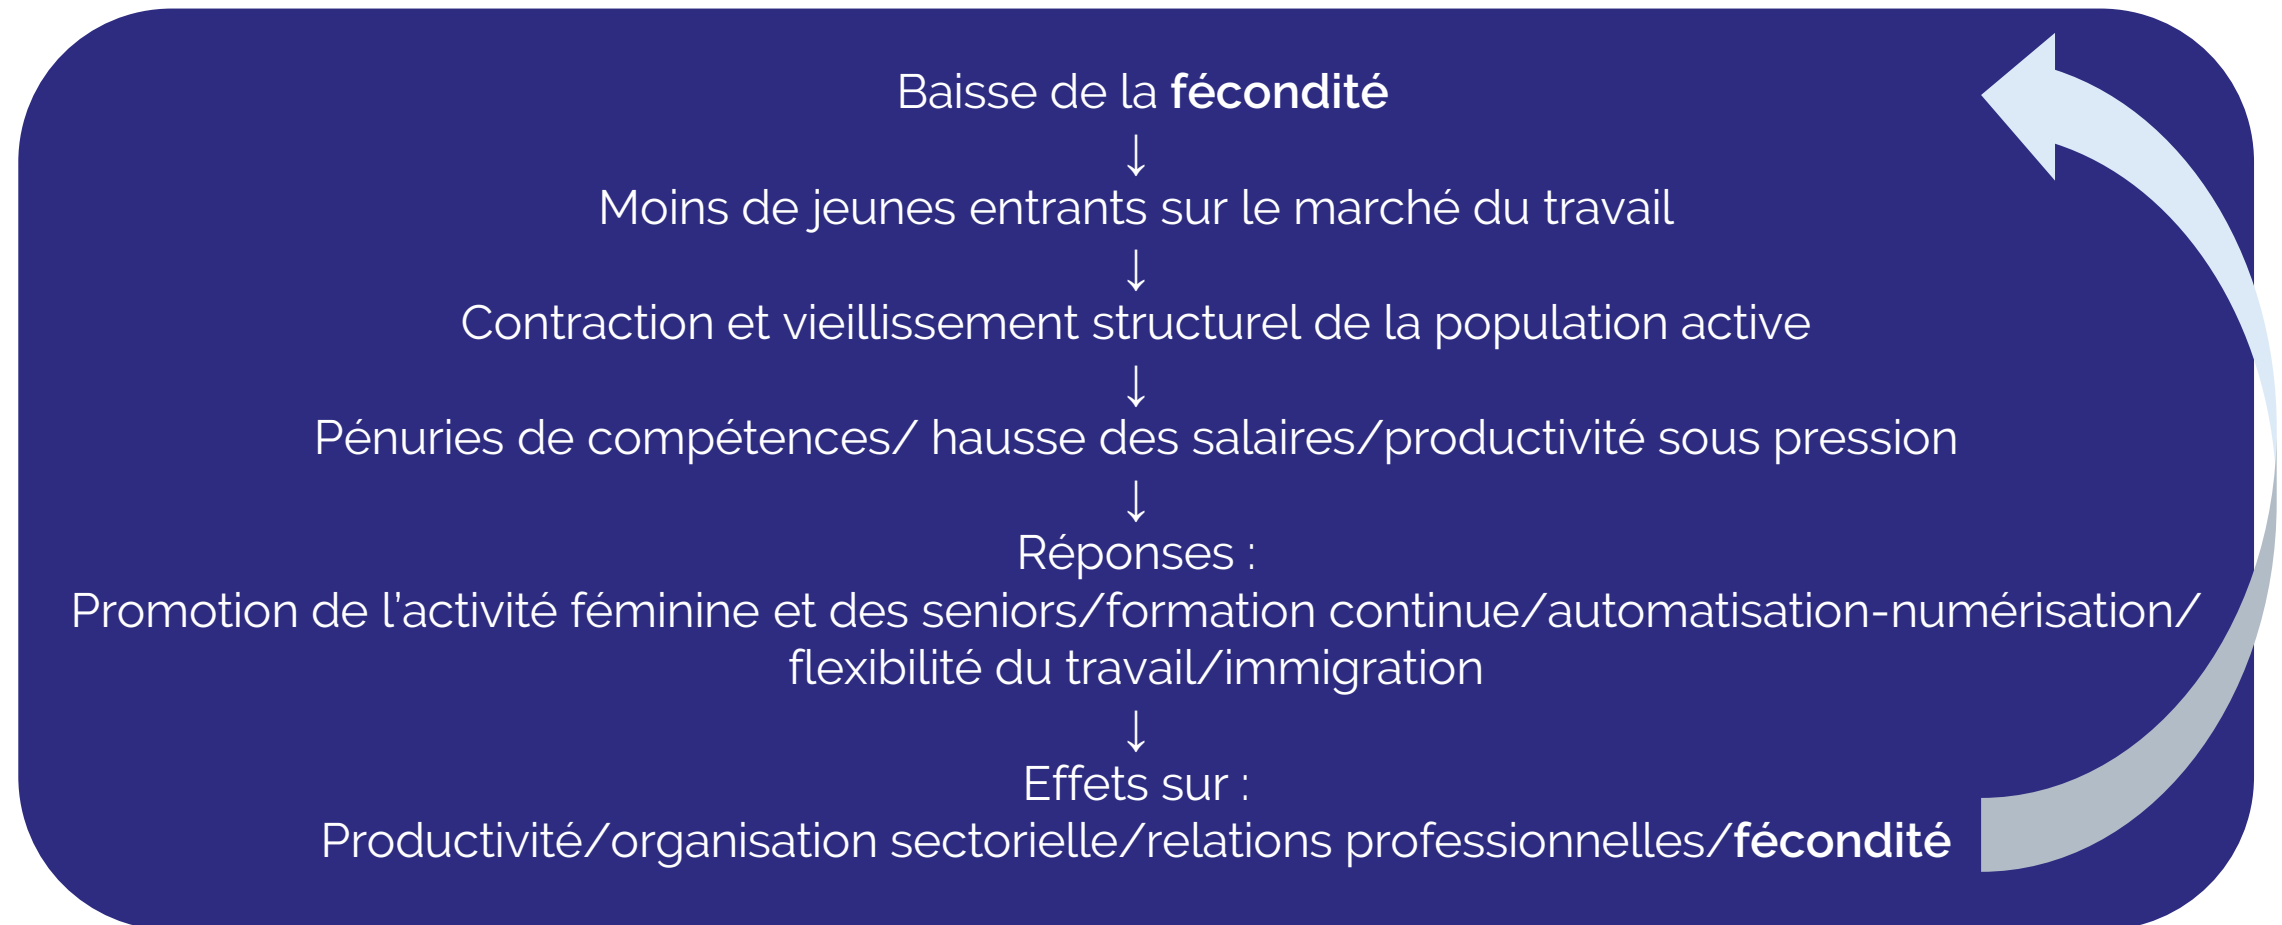 Baisse de la fécondité
↓
Moins de jeunes entrants sur le marché du travail
↓
Contraction et vieillissement structurel de la population active
↓
Pénuries de compétences/ hausse des salaires/productivité sous pression
↓
Réponses :
Promotion de l’activité féminine et des seniors/formation continue/automatisation-numérisation/
flexibilité du travail/immigration
↓
Effets sur :
Productivité/organisation sectorielle/relations professionnelles/fécondité